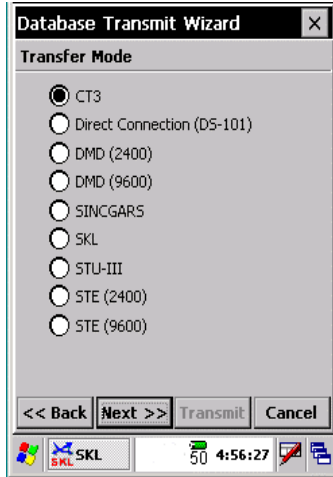 Database Transmit Wizard X
Transfer Mode
CT3
Direct Connection (DS-101)
DMD (2400)
DMD (9600)
SINCGARS
SKL
STU-III
STE (2400)
STE (9600)
<< Back Next >> Transmit Cancel
SKL SKL 50 4:56:27